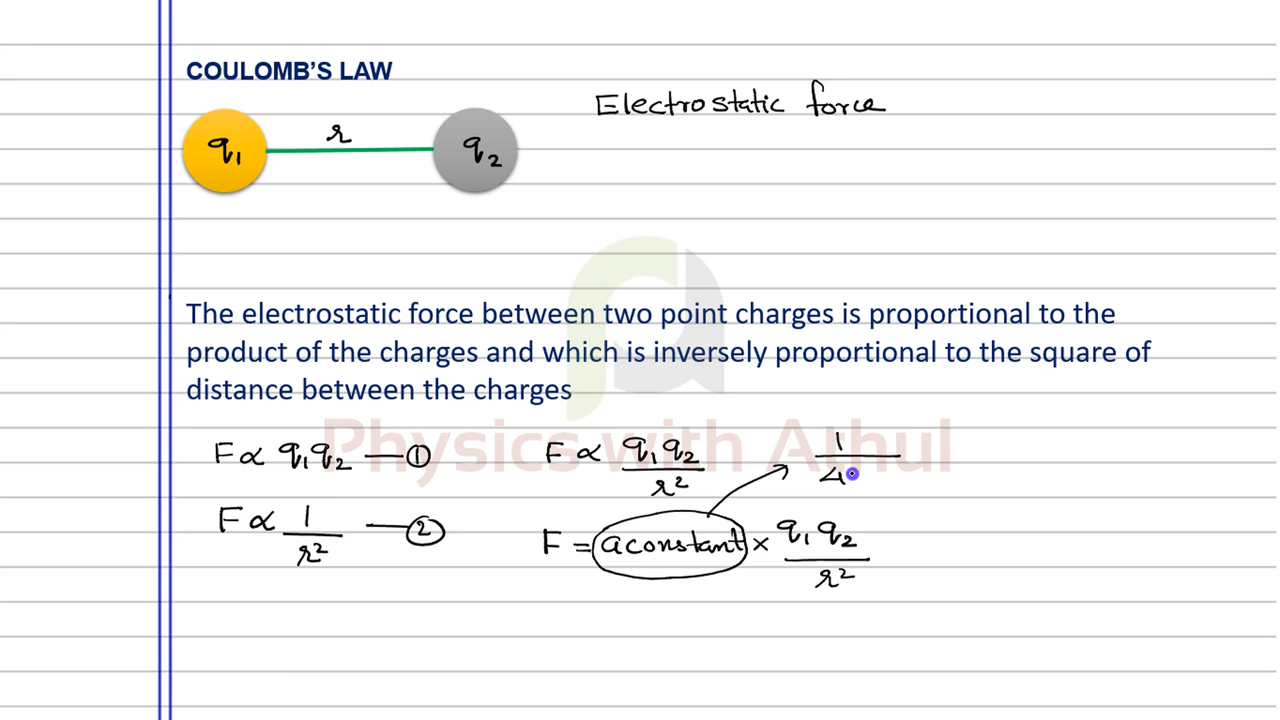 COULOMB'S LAW
Electrostatic force
q₁ r q₂
The electrostatic force between two point charges is proportional to the
product of the charges and which is inversely proportional to the square of
distance between the charges
Physics with Athul
F ∝ q₁q₂ — ①
F ∝ q₁q₂/r²
1/4
F ∝ 1/r² — ②
F = a constant × q₁q₂/r²